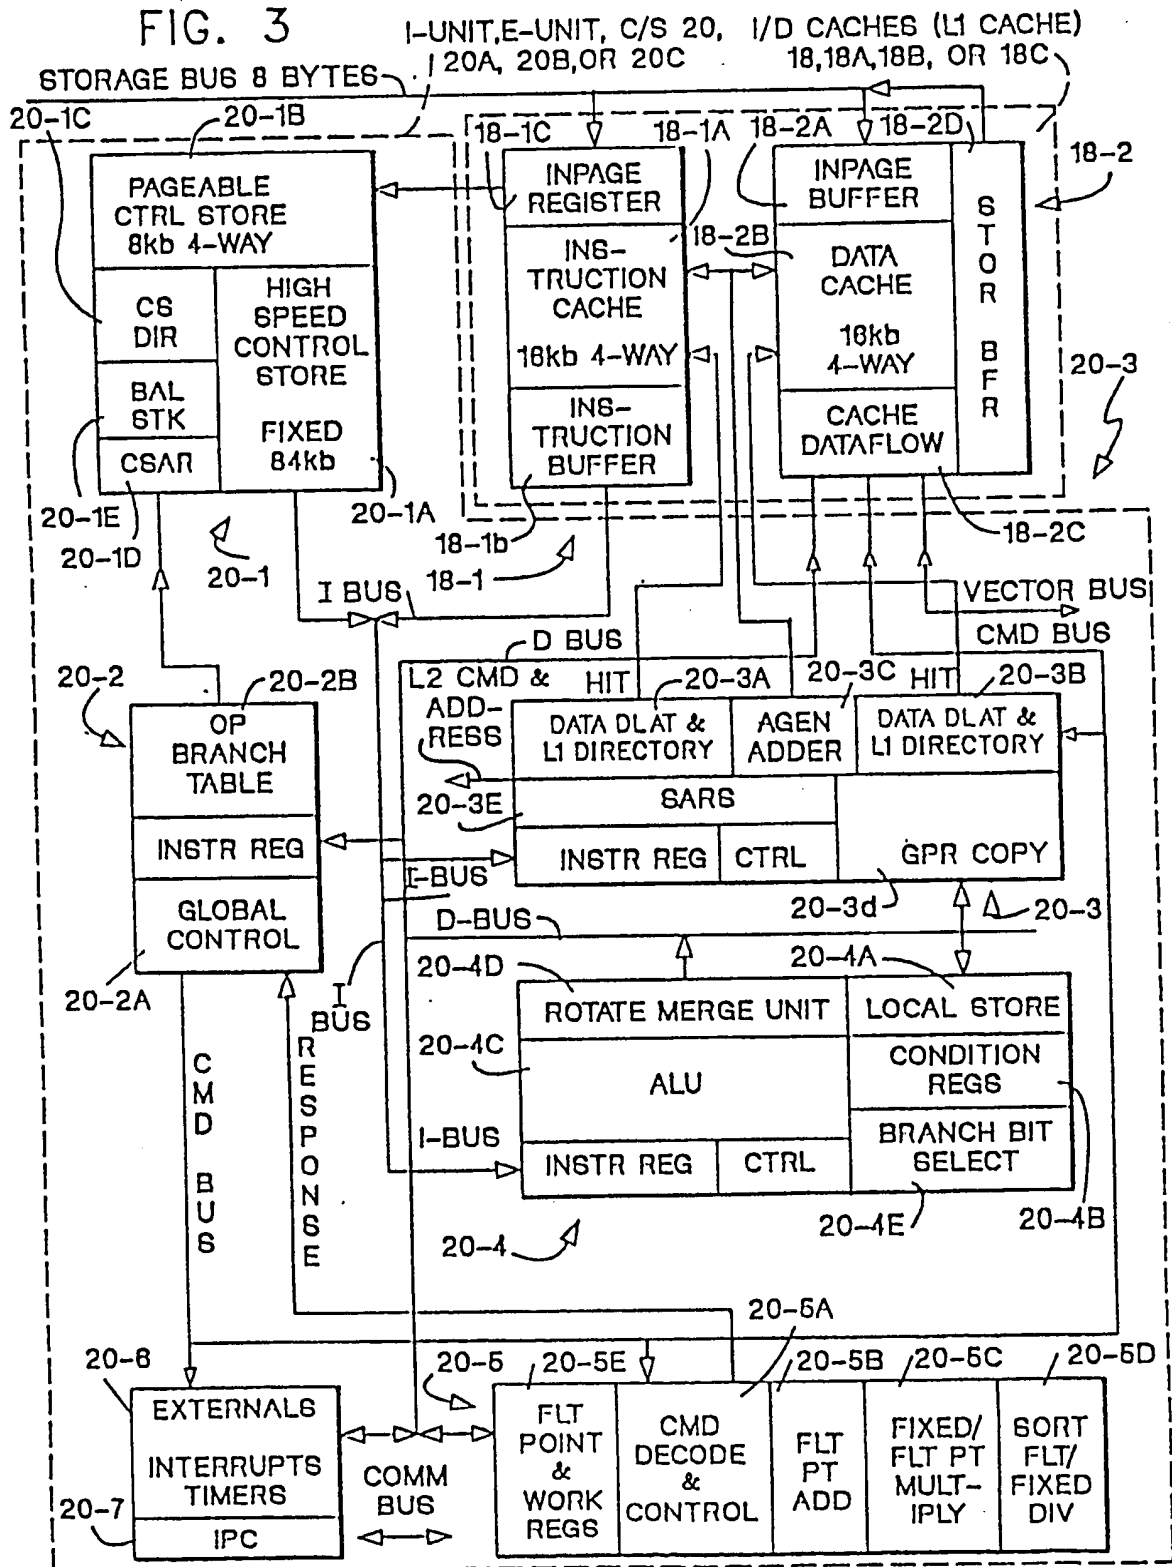 FIG. 3
I-UNIT,E-UNIT, C/S 20,
20A, 20B,OR 20C
I/D CACHES (L1 CACHE)
18,18A,18B, OR 18C
STORAGE BUS 8 BYTES
20-1C
20-1B
18-1C
18-1A
18-2A
18-2D
18-2
PAGEABLE
CTRL STORE
8kb 4-WAY
CS
DIR
BAL
STK
CSAR
HIGH
SPEED
CONTROL
STORE
FIXED
84kb
INPAGE
REGISTER
INS-
TRUCTION
CACHE
16kb 4-WAY
INS-
TRUCTION
BUFFER
18-2B
INPAGE
BUFFER
DATA
CACHE
16kb
4-WAY
CACHE
DATAFLOW
STOR BFR
20-3
20-1E
20-1D
20-1
20-1A
18-1b
18-1
18-2C
I BUS
VECTOR BUS
D BUS
CMD BUS
20-2
20-2B
L2 CMD &
ADD-
RESS
HIT
20-3A
20-3C
HIT
20-3B
OP
BRANCH
TABLE
INSTR REG
GLOBAL
CONTROL
DATA DLAT &
L1 DIRECTORY
AGEN
ADDER
DATA DLAT &
L1 DIRECTORY
20-3E
SARS
INSTR REG
CTRL
GPR COPY
I-BUS
20-3d
20-3
D-BUS
20-2A
I
BUS
20-4D
20-4A
ROTATE MERGE UNIT
LOCAL STORE
20-4C
ALU
CONDITION
REGS
BRANCH BIT
SELECT
I-BUS
INSTR REG
CTRL
CMD BUS
RESPONSE
20-4
20-4E
20-4B
20-5A
20-6
20-5
20-5E
20-5B
20-5C
20-5D
EXTERNALS
INTERRUPTS
TIMERS
20-7
IPC
COMM
BUS
FLT
POINT
&
WORK
REGS
CMD
DECODE
&
CONTROL
FLT
PT
ADD
FIXED/
FLT PT
MULT-
IPLY
SORT
FLT/
FIXED
DIV